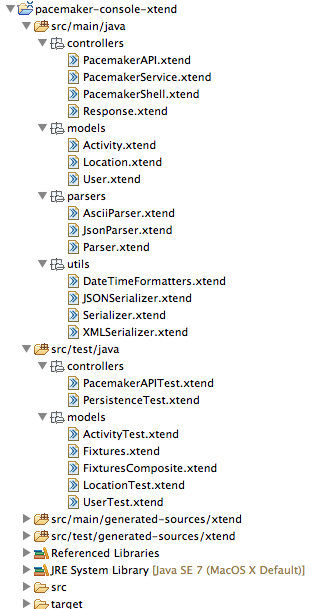 pacemaker-console-xtend
src/main/java
controllers
PacemakerAPI.xtend
PacemakerService.xtend
PacemakerShell.xtend
Response.xtend
models
Activity.xtend
Location.xtend
User.xtend
parsers
AsciiParser.xtend
JsonParser.xtend
Parser.xtend
utils
DateTimeFormatters.xtend
JSONSerializer.xtend
Serializer.xtend
XMLSerializer.xtend
src/test/java
controllers
PacemakerAPITest.xtend
PersistenceTest.xtend
models
ActivityTest.xtend
Fixtures.xtend
FixturesComposite.xtend
LocationTest.xtend
UserTest.xtend
src/main/generated-sources/xtend
src/test/generated-sources/xtend
Referenced Libraries
JRE System Library [Java SE 7 (MacOS X Default)]
src
target